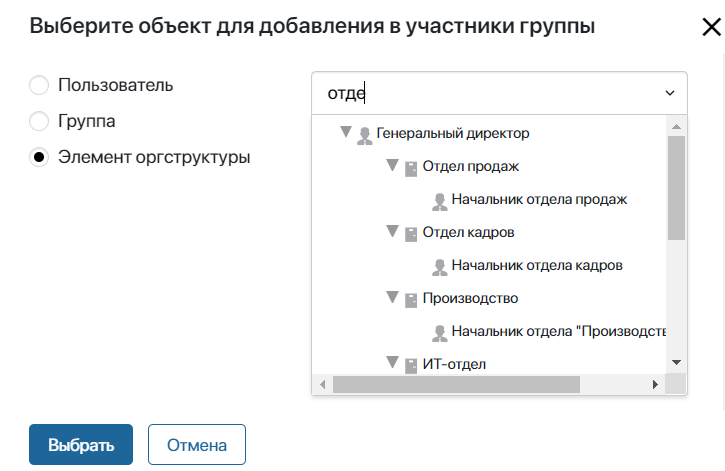 Выберите объект для добавления в участники группы
Пользователь
Группа
Элемент оргструктуры
отде
Генеральный директор
Отдел продаж
Начальник отдела продаж
Отдел кадров
Начальник отдела кадров
Производство
Начальник отдела "Производств
ИТ-отдел
Выбрать
Отмена